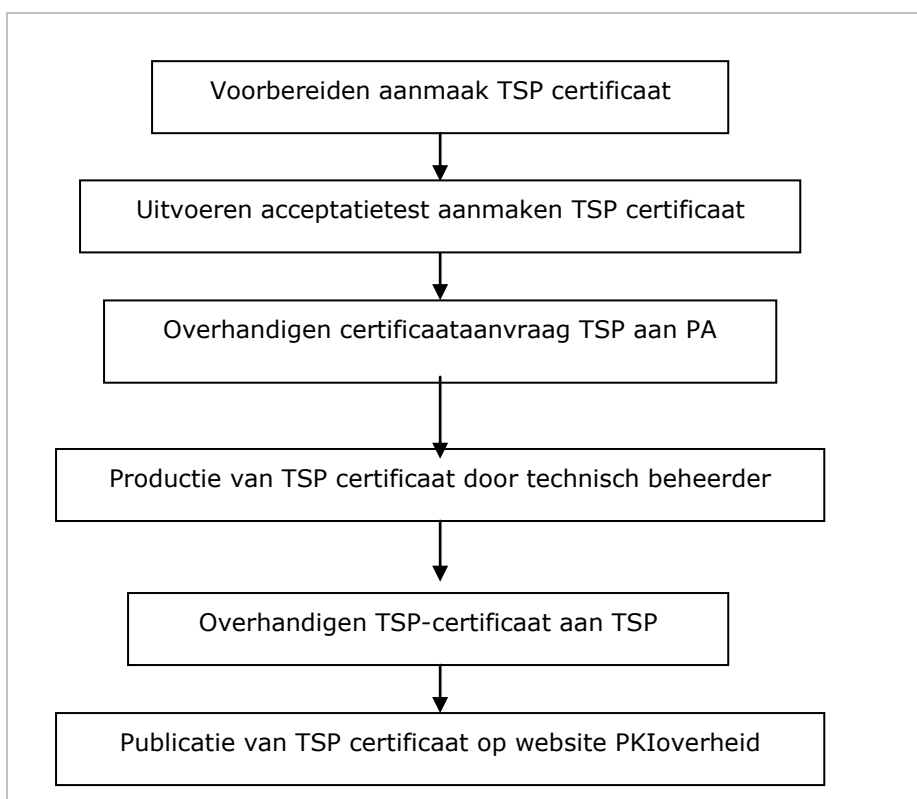 Voorbereiden aanmaak TSP certificaat
Uitvoeren acceptatietest aanmaken TSP certificaat
Overhandigen certificaataanvraag TSP aan PA
Productie van TSP certificaat door technisch beheerder
Overhandigen TSP-certificaat aan TSP
Publicatie van TSP certificaat op website PKIoverheid